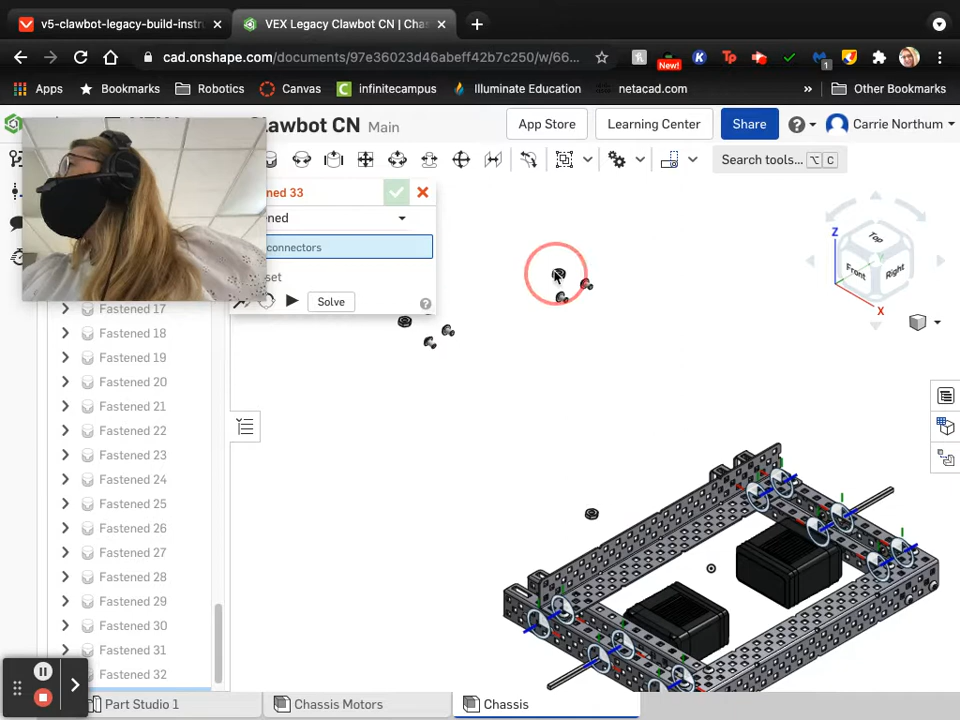 v5-clawbot-legacy-build-instr
VEX Legacy Clawbot CN | Chas
cad.onshape.com/documents/97e36023d46abeff42b7c250/w/66...
New!
Tp
1
Apps
Bookmarks
Robotics
Canvas
infinitecampus
Illuminate Education
netacad.com
»
Other Bookmarks
Clawbot CN
Main
App Store
Learning Center
Share
Carrie Northum
Search tools...
⌥ C
ned 33
ned
connectors
set
Solve
Z
Top
Front
Right
X
Fastened 17
Fastened 18
Fastened 19
Fastened 20
Fastened 21
Fastened 22
Fastened 23
Fastened 24
Fastened 25
Fastened 26
Fastened 27
Fastened 28
Fastened 29
Fastened 30
Fastened 31
Fastened 32
Part Studio 1
Chassis Motors
Chassis